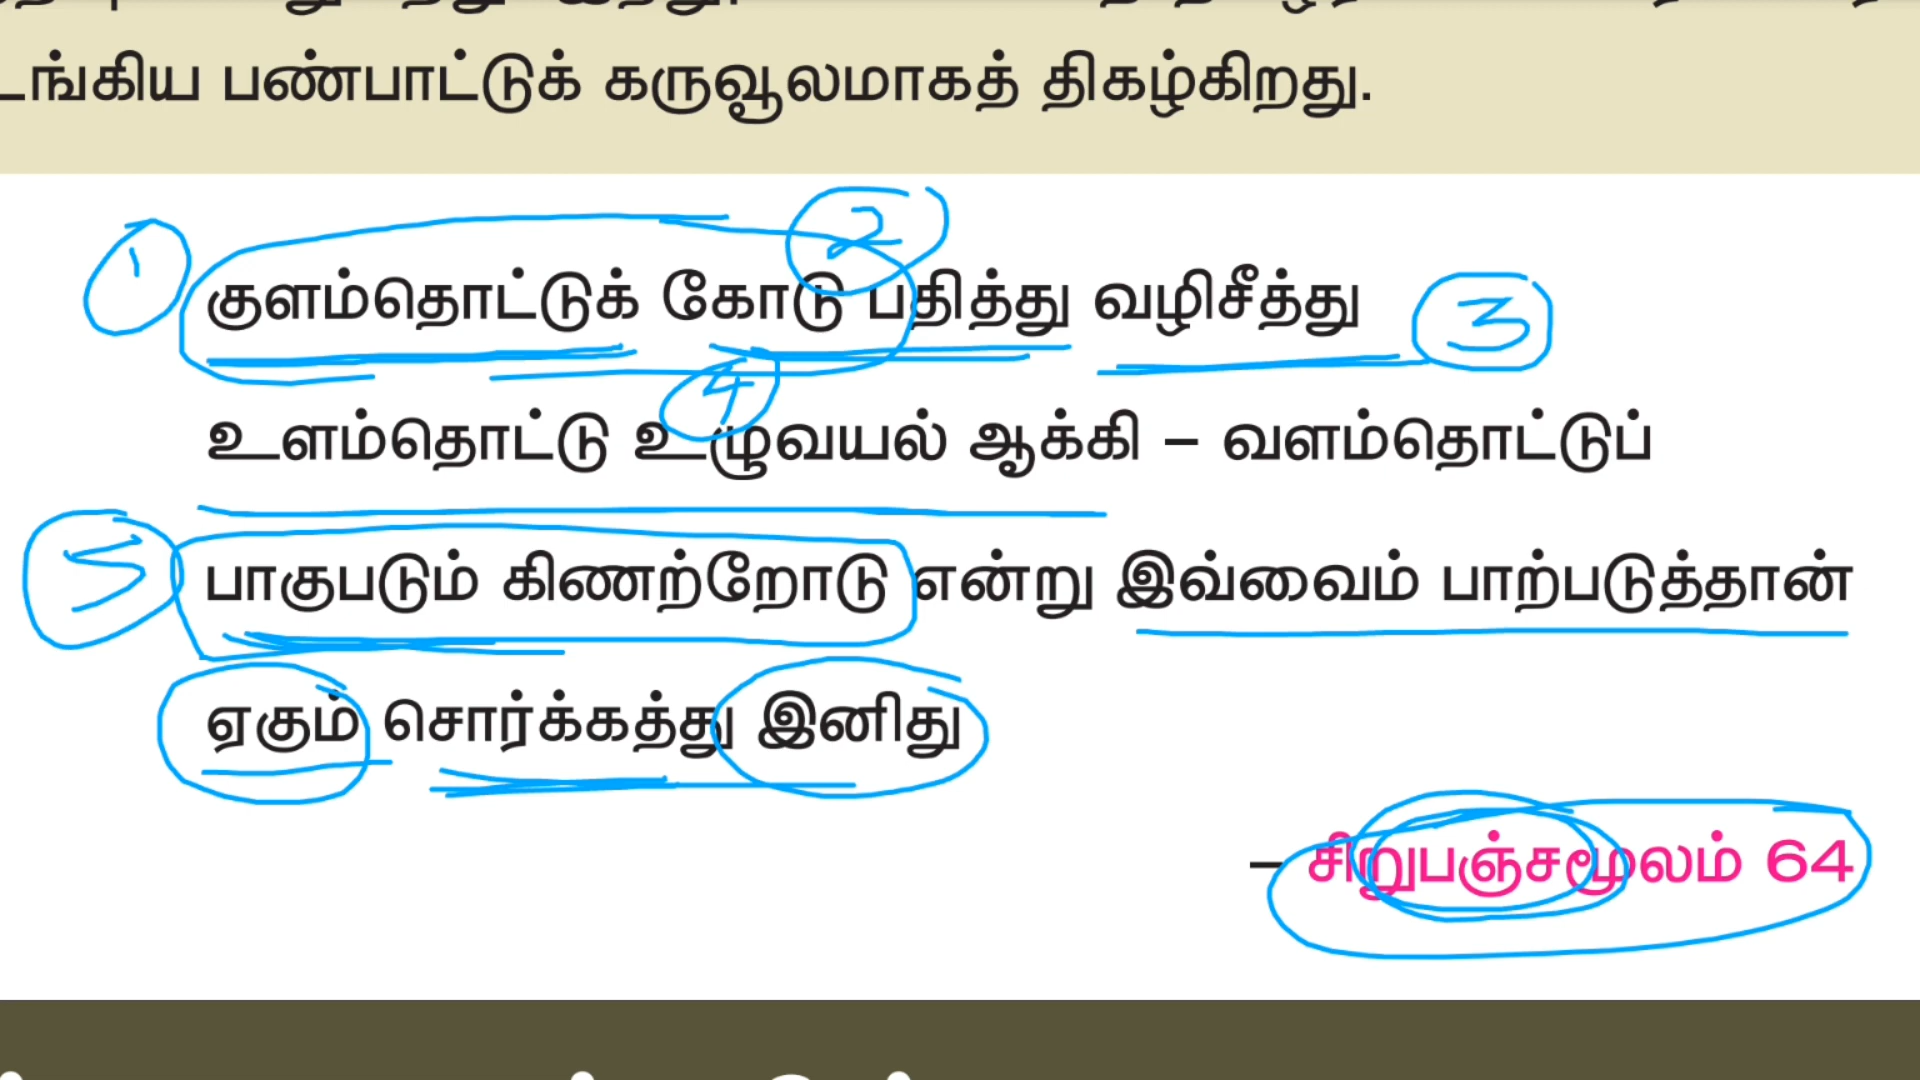 டங்கிய பண்பாட்டுக் கருவூலமாகத் திகழ்கிறது.
1
2
குளம்தொட்டுக் கோடு பதித்து வழிசீத்து
3
4
உளம்தொட்டு உழுவயல் ஆக்கி – வளம்தொட்டுப்
5
பாகுபடும் கிணற்றோடு என்று இவ்வைம் பாற்படுத்தான்
ஏகும் சொர்க்கத்து இனிது
– சிறுபஞ்சமூலம் 64